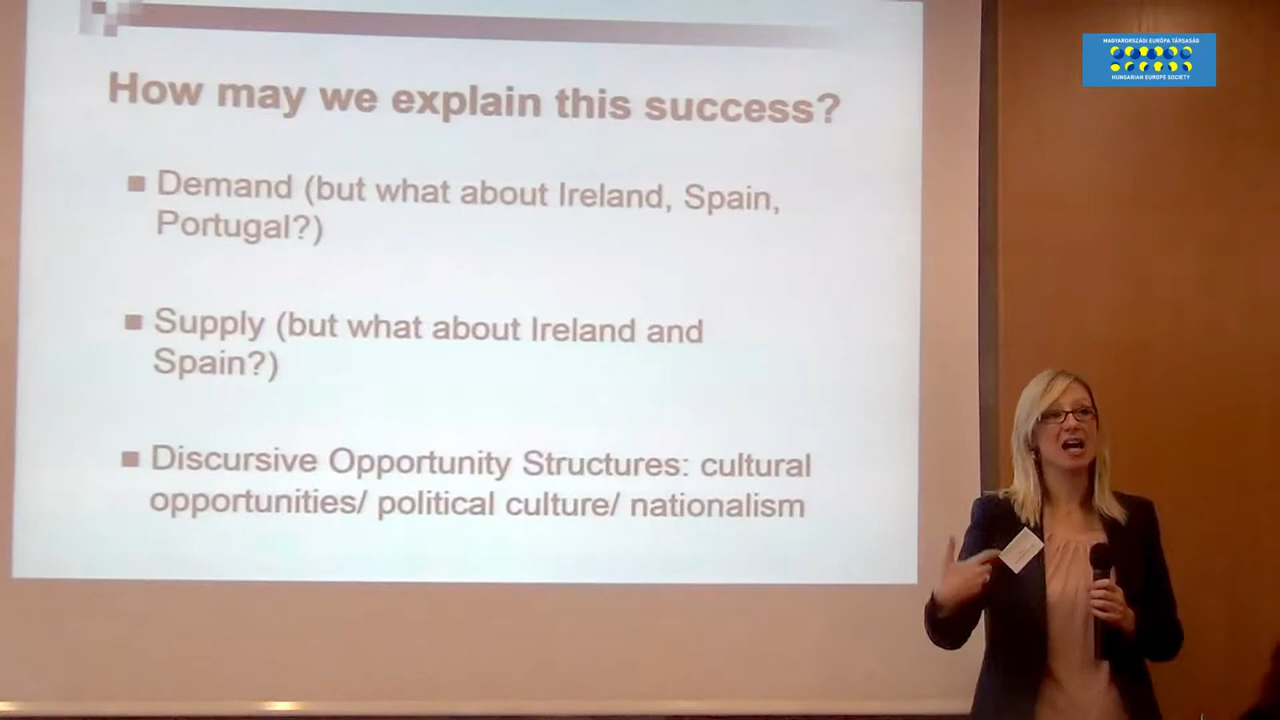 MAGYARORSZÁGI EURÓPA TÁRSASÁG
HUNGARIAN EUROPE SOCIETY
How may we explain this success?
Demand (but what about Ireland, Spain,
Portugal?)
Supply (but what about Ireland and
Spain?)
Discursive Opportunity Structures: cultural
opportunities/ political culture/ nationalism